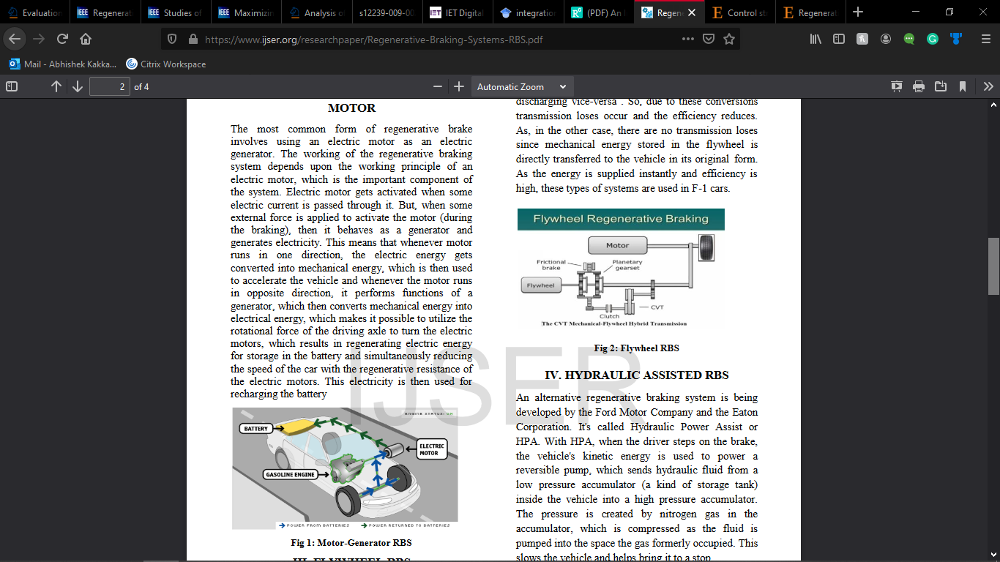 Evaluation
IEEE Regenerat
IEEE Studies of
IEEE Maximizin
Analysis o
s12239-009-00
IET IET Digital
integration
(PDF) An I
Regene
Control st
Regenerat
https://www.ijser.org/researchpaper/Regenerative-Braking-Systems-RBS.pdf
Mail - Abhishek Kakka...
Citrix Workspace
2 of 4
Automatic Zoom
MOTOR
The most common form of regenerative brake
involves using an electric motor as an electric
generator. The working of the regenerative braking
system depends upon the working principle of an
electric motor, which is the important component of
the system. Electric motor gets activated when some
electric current is passed through it. But, when some
external force is applied to activate the motor (during
the braking), then it behaves as a generator and
generates electricity. This means that whenever motor
runs in one direction, the electric energy gets
converted into mechanical energy, which is then used
to accelerate the vehicle and whenever the motor runs
in opposite direction, it performs functions of a
generator, which then converts mechanical energy into
electrical energy, which makes it possible to utilize the
rotational force of the driving axle to turn the electric
motors, which results in regenerating electric energy
for storage in the battery and simultaneously reducing
the speed of the car with the regenerative resistance of
the electric motors. This electricity is then used for
recharging the battery
ENGINE STATUS: ON
BATTERY
ELECTRIC
MOTOR
GASOLINE ENGINE
POWER FROM BATTERIES
POWER RETURNED TO BATTERIES
Fig 1: Motor-Generator RBS
III. FLYWHEEL RBS
discharging vice-versa . So, due to these conversions
transmission loses occur and the efficiency reduces.
As, in the other case, there are no transmission loses
since mechanical energy stored in the flywheel is
directly transferred to the vehicle in its original form.
As the energy is supplied instantly and efficiency is
high, these types of systems are used in F-1 cars.
Flywheel Regenerative Braking
Motor
Frictional
brake
Planetary
gearset
Flywheel
CVT
Clutch
The CVT Mechanical-Flywheel Hybrid Transmission
Fig 2: Flywheel RBS
IV. HYDRAULIC ASSISTED RBS
An alternative regenerative braking system is being
developed by the Ford Motor Company and the Eaton
Corporation. It's called Hydraulic Power Assist or
HPA. With HPA, when the driver steps on the brake,
the vehicle's kinetic energy is used to power a
reversible pump, which sends hydraulic fluid from a
low pressure accumulator (a kind of storage tank)
inside the vehicle into a high pressure accumulator.
The pressure is created by nitrogen gas in the
accumulator, which is compressed as the fluid is
pumped into the space the gas formerly occupied. This
slows the vehicle and helps bring it to a stop.
IJSER